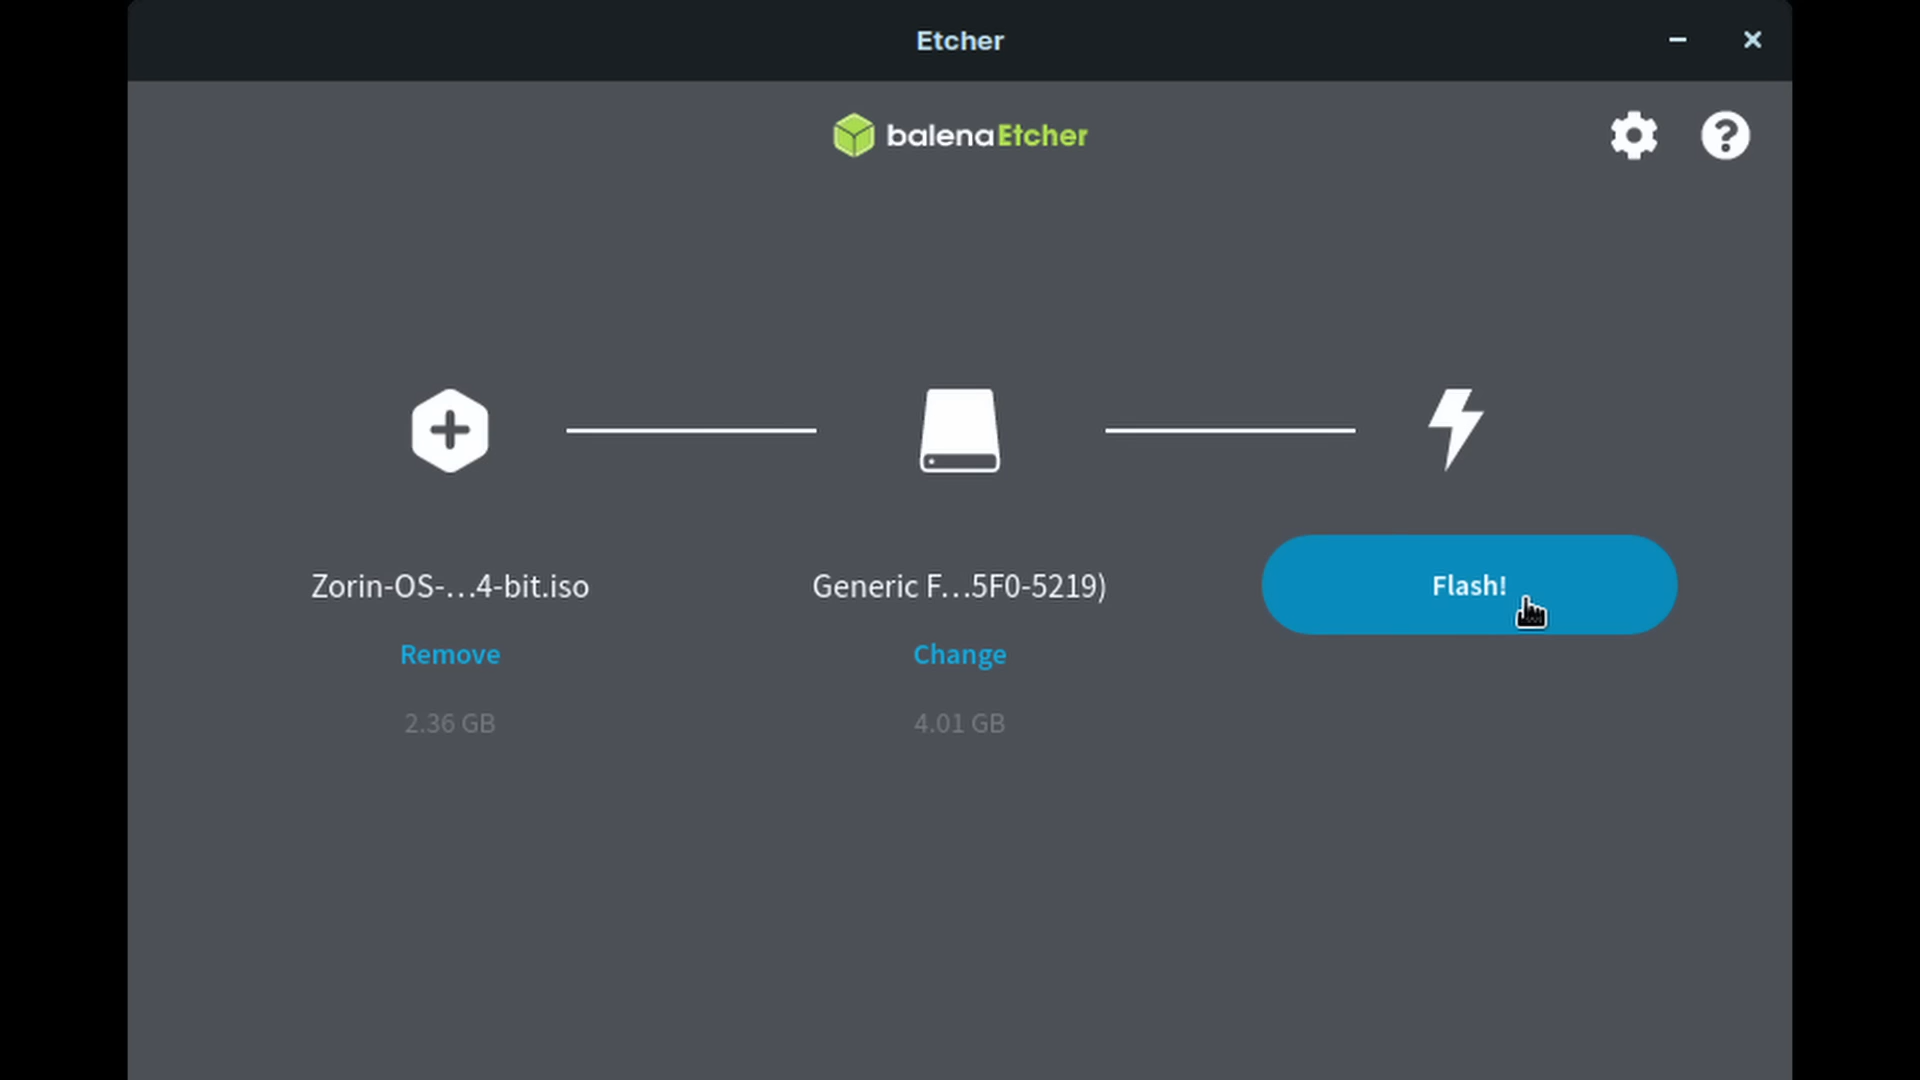 Etcher
balenaEtcher
Zorin-OS-...4-bit.iso
Generic F...5F0-5219)
Flash!
Remove
Change
2.36 GB
4.01 GB